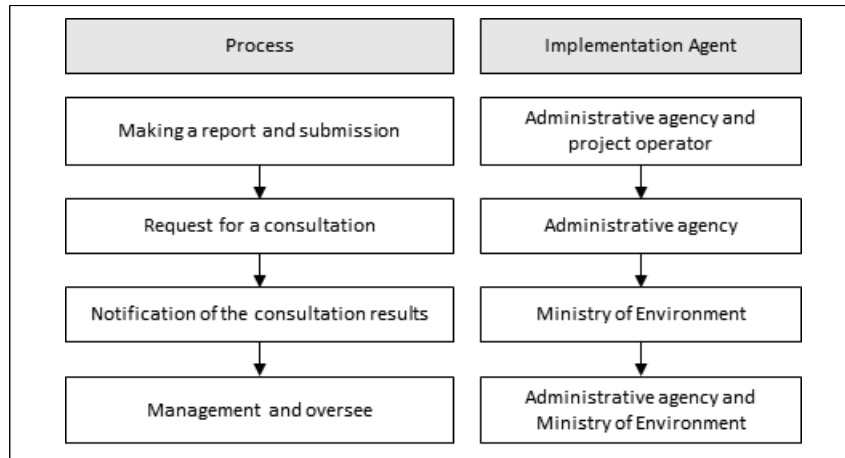 Process
Implementation Agent
Making a report and submission
Administrative agency and
project operator
Request for a consultation
Administrative agency
Notification of the consultation results
Ministry of Environment
Management and oversee
Administrative agency and
Ministry of Environment